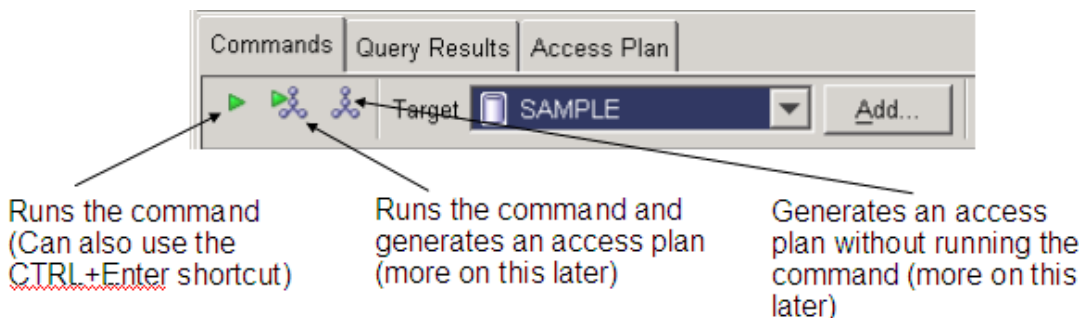 Commands Query Results Access Plan
Target SAMPLE Add...
Runs the command
(Can also use the
CTRL+Enter shortcut)
Runs the command and
generates an access plan
(more on this later)
Generates an access
plan without running the
command (more on this
later)